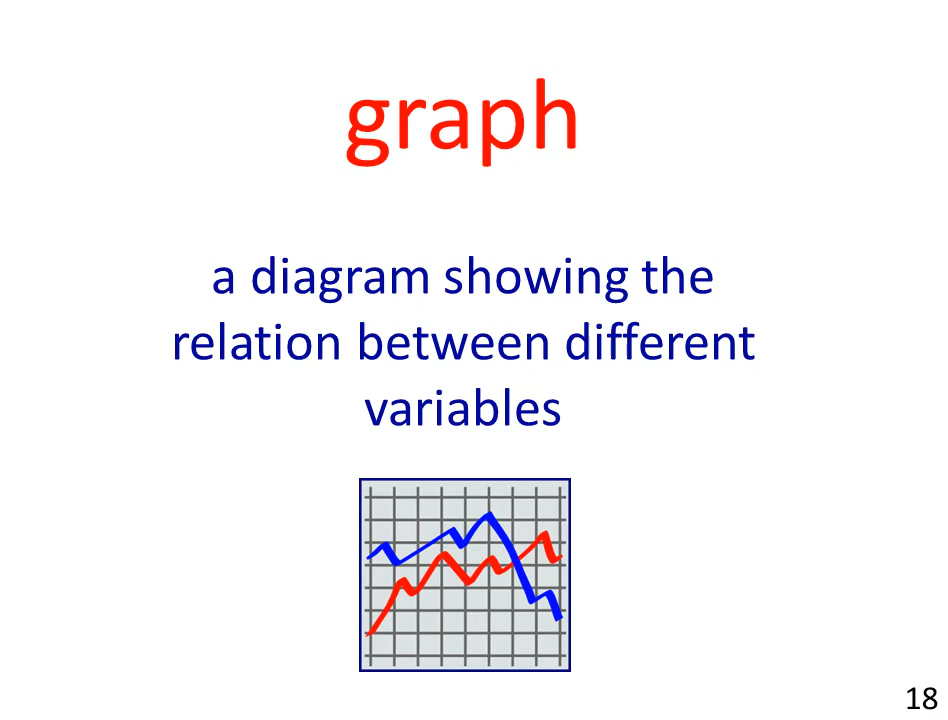 graph
a diagram showing the
relation between different
variables
18